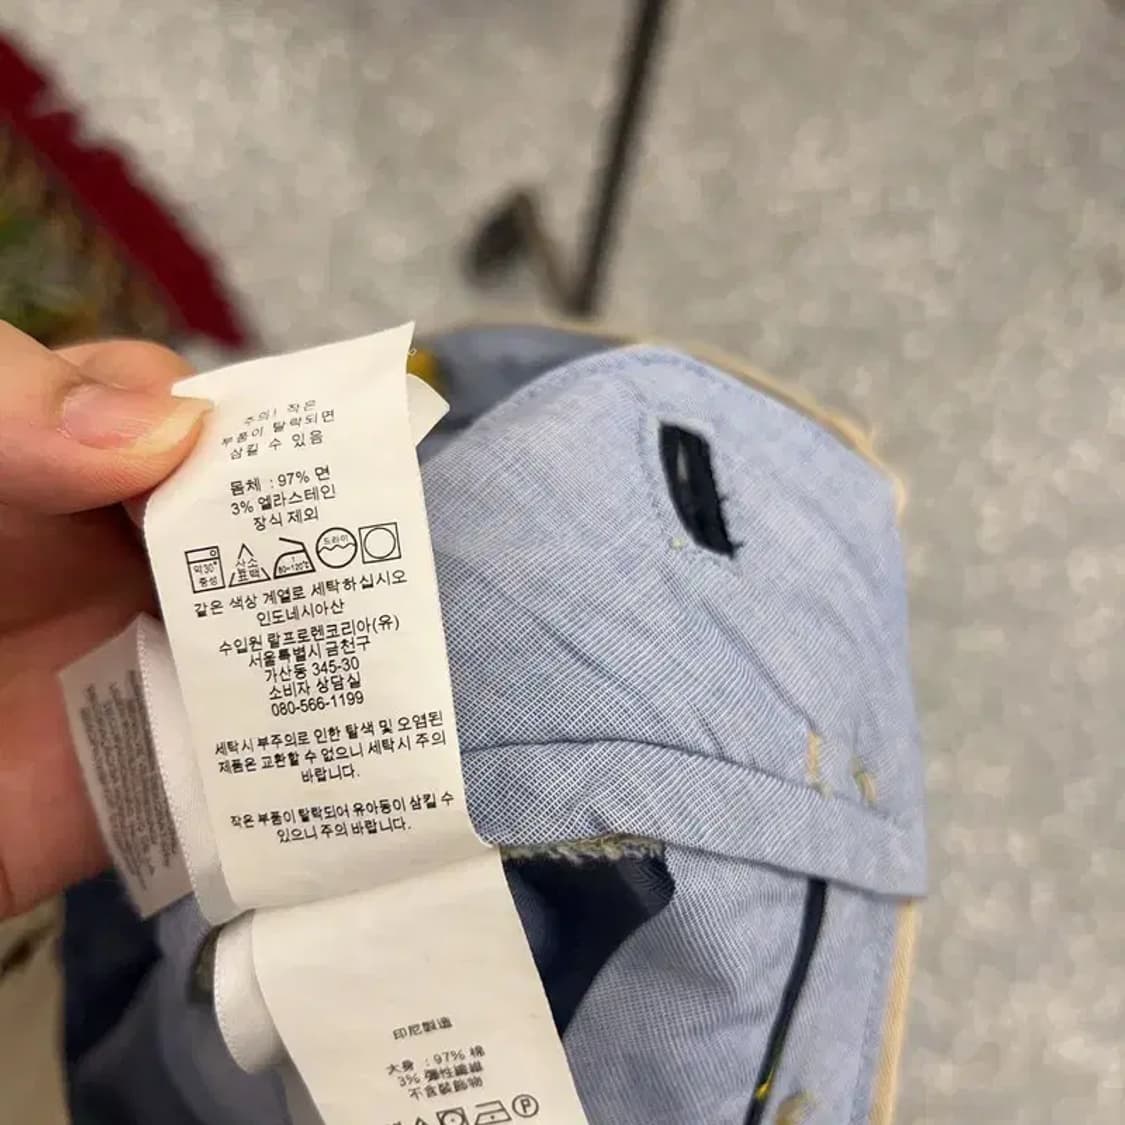 주의! 작은
부품이 탈락되면
삼킬 수 있음
몸체 : 97% 면
3% 엘라스테인
장식 제외
약30°
중성
산소
표백
80~120℃
드라이
같은 색상 계열로 세탁하십시오
인도네시아산
수입원 랄프로렌코리아(유)
서울특별시 금천구
가산동 345-30
소비자 상담실
080-566-1199
세탁시 부주의로 인한 탈색 및 오염된
제품은 교환할 수 없으니 세탁시 주의
바랍니다.
작은 부품이 탈락되어 유아동이 삼킬 수
있으니 주의 바랍니다.
印尼製造
大身 : 97% 棉
3% 彈性纖維
不含裝飾物
P